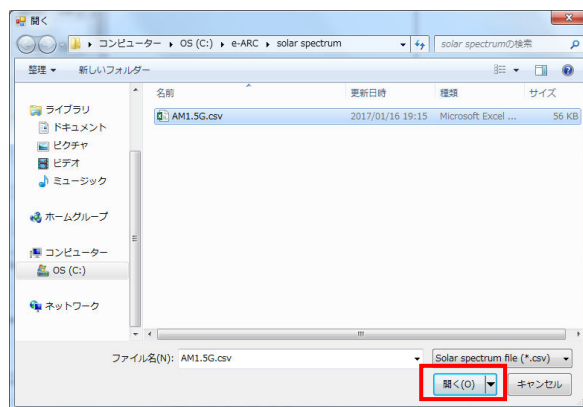 開く
コンピューター ▸ OS (C:) ▸ e-ARC ▸ solar spectrum
solar spectrumの検索
整理 新しいフォルダー
名前 更新日時 種類 サイズ
AM1.5G.csv 2017/01/16 19:15 Microsoft Excel ... 56 KB
ライブラリ
ドキュメント
ピクチャ
ビデオ
ミュージック
ホームグループ
コンピューター
OS (C:)
ネットワーク
ファイル名(N): AM1.5G.csv Solar spectrum file (*.csv)
開く(O) キャンセル